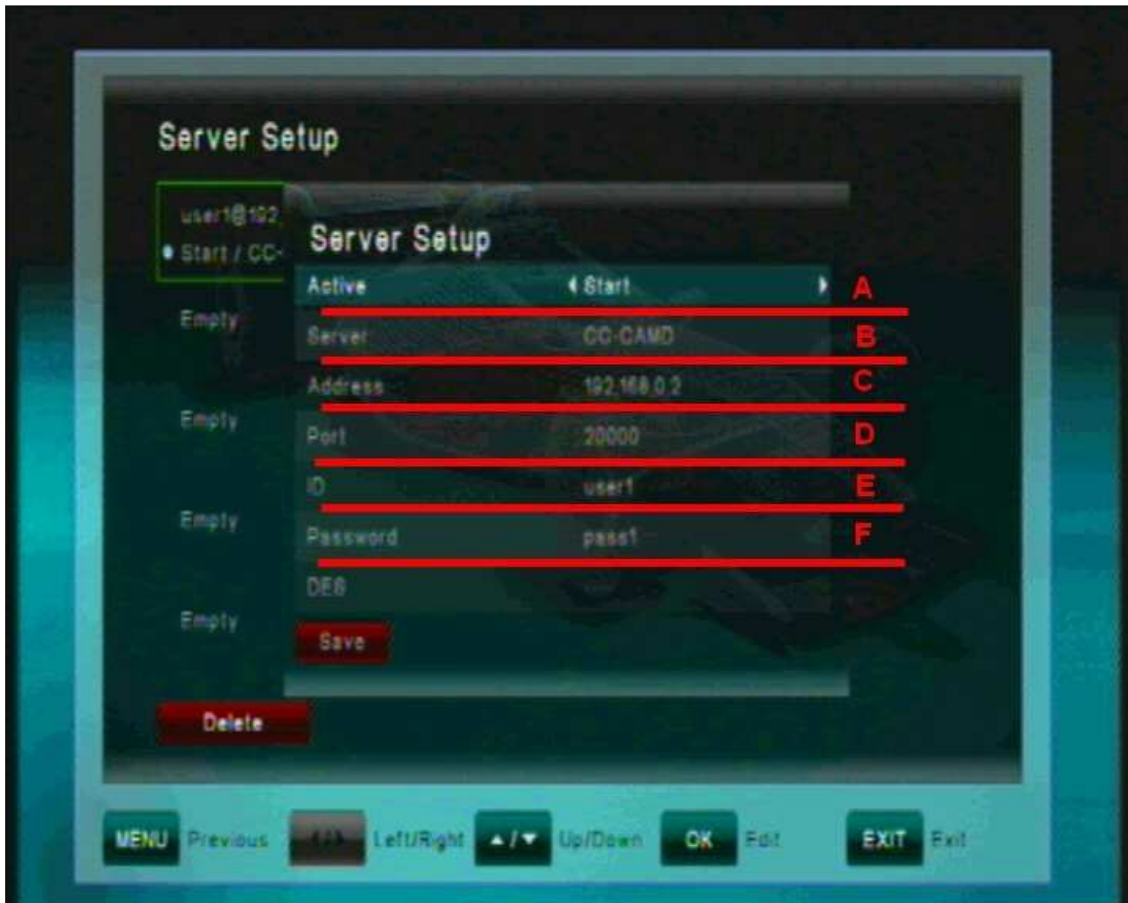 Server Setup
user1@192.
Start / CC-
Server Setup
Active Start A
Empty
Server CC-CAMD B
Address 192.168.0.2 C
Empty
Port 20000 D
ID user1 E
Empty
Password pass1 F
DES
Empty
Save
Delete
MENU Previous Left/Right ▲/▼ Up/Down OK Edit EXIT Exit